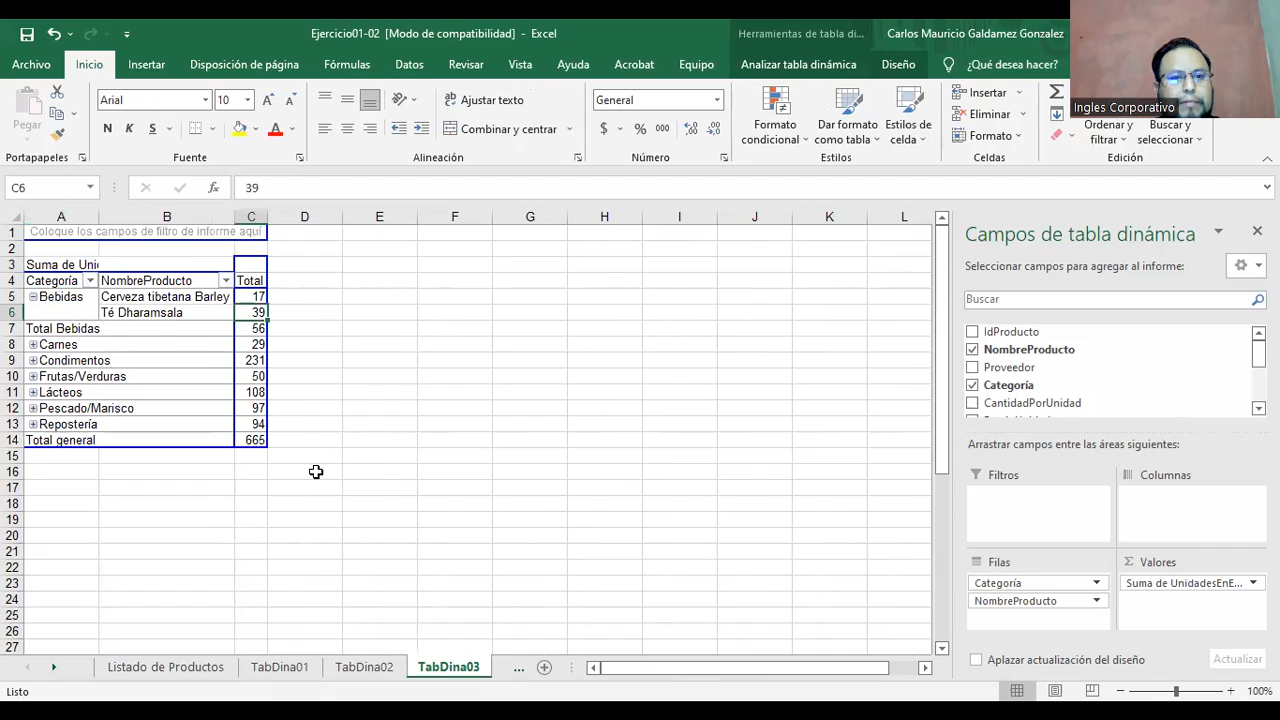 Ejercicio01-02 [Modo de compatibilidad] - Excel
Herramientas de tabla di...
Carlos Mauricio Galdamez Gonzalez
Archivo Inicio Insertar Disposición de página Fórmulas Datos Revisar Vista Ayuda Acrobat Equipo Analizar tabla dinámica Diseño ¿Qué desea hacer?
Ingles Corporativo
Pegar
Arial 10
N K S
Ajustar texto
Combinar y centrar
General
$ % 000
Formato condicional
Dar formato como tabla
Estilos de celda
Insertar
Eliminar
Formato
Ordenar y filtrar
Buscar y seleccionar
Portapapeles Fuente Alineación Número Estilos Celdas Edición
C6 fx 39
A B C D E F G H I J K L
1 Coloque los campos de filtro de informe aquí
2
3 Suma de Uni
4 Categoría NombreProducto Total
5 Bebidas Cerveza tibetana Barley 17
6 Té Dharamsala 39
7 Total Bebidas 56
8 Carnes 29
9 Condimentos 231
10 Frutas/Verduras 50
11 Lácteos 108
12 Pescado/Marisco 97
13 Repostería 94
14 Total general 665
15
16
17
18
19
20
21
22
23
24
25
26
27
Campos de tabla dinámica
Seleccionar campos para agregar al informe:
Buscar
IdProducto
NombreProducto
Proveedor
Categoría
CantidadPorUnidad
Arrastrar campos entre las áreas siguientes:
Filtros
Columnas
Filas
Valores
Categoría
NombreProducto
Suma de UnidadesEnE...
Aplazar actualización del diseño
Actualizar
Listado de Productos TabDina01 TabDina02 TabDina03 ...
Listo
100%